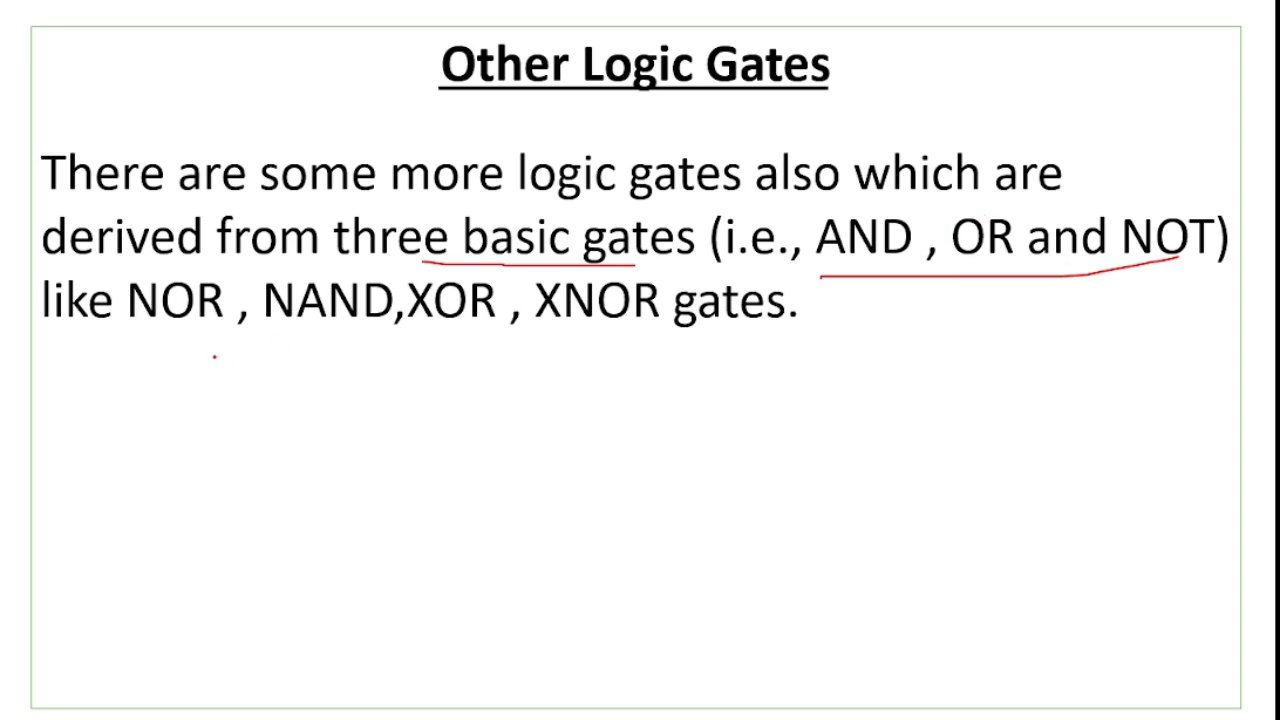 Other Logic Gates
There are some more logic gates also which are
derived from three basic gates (i.e., AND , OR and NOT)
like NOR , NAND,XOR , XNOR gates.